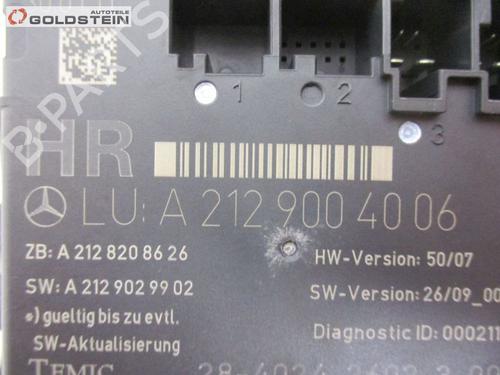 AUTOTEILE
GOLDSTEIN
B-PARTS
1 2 3
HR
LU: A 212 900 40 06
ZB: A 212 820 86 26
HW-Version: 50/07
SW: A 212 902 99 02
SW-Version: 26/09_00
*) gueltig bis zu evtl.
Diagnostic ID: 000211
SW-Aktualisierung
TEMIC